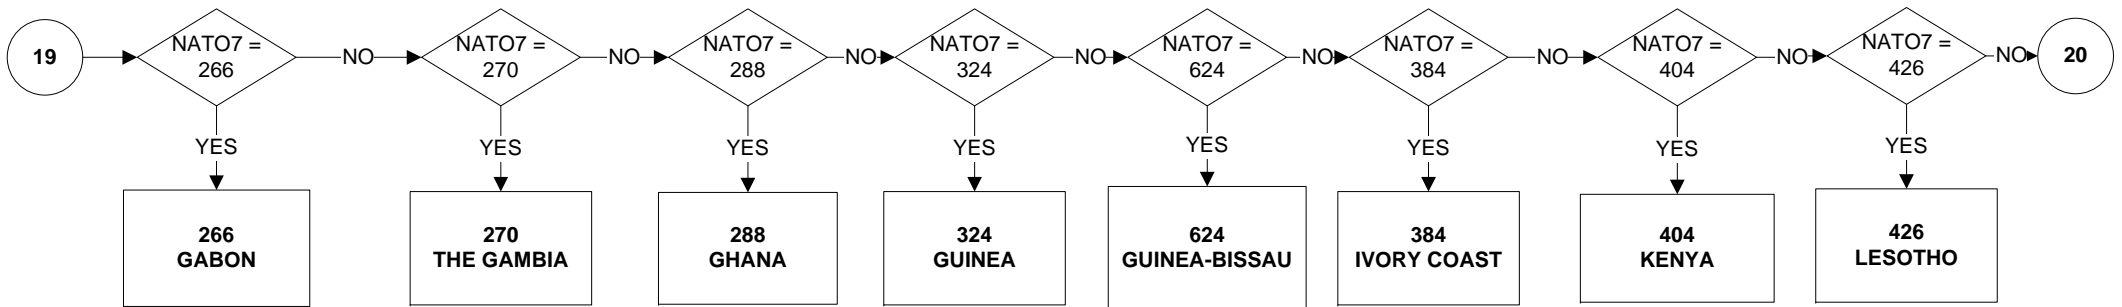 19
NATO7 =
266
NO
NATO7 =
270
NO
NATO7 =
288
NO
NATO7 =
324
NO
NATO7 =
624
NO
NATO7 =
384
NO
NATO7 =
404
NO
NATO7 =
426
NO
20
YES
YES
YES
YES
YES
YES
YES
YES
266
GABON
270
THE GAMBIA
288
GHANA
324
GUINEA
624
GUINEA-BISSAU
384
IVORY COAST
404
KENYA
426
LESOTHO